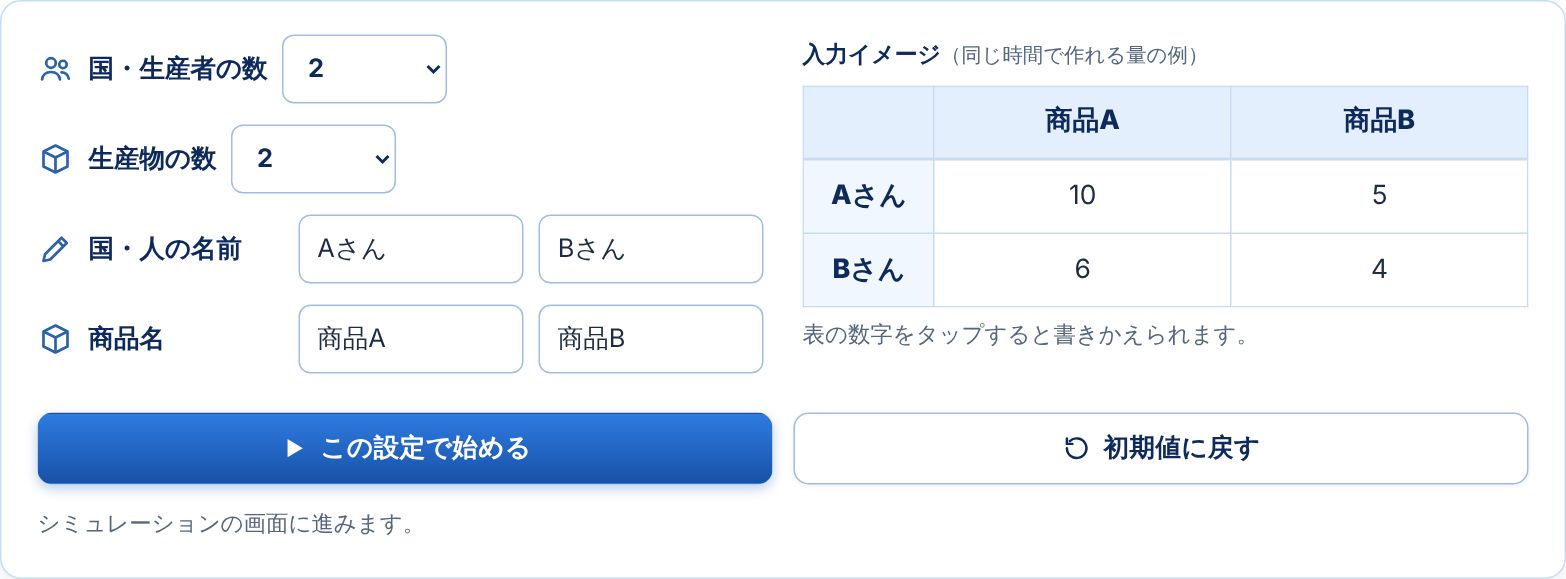 国・生産者の数 2
生産物の数 2
国・人の名前 Aさん Bさん
商品名 商品A 商品B
入力イメージ（同じ時間で作れる量の例）
商品A 商品B
Aさん 10 5
Bさん 6 4
表の数字をタップすると書きかえられます。
この設定で始める
初期値に戻す
シミュレーションの画面に進みます。